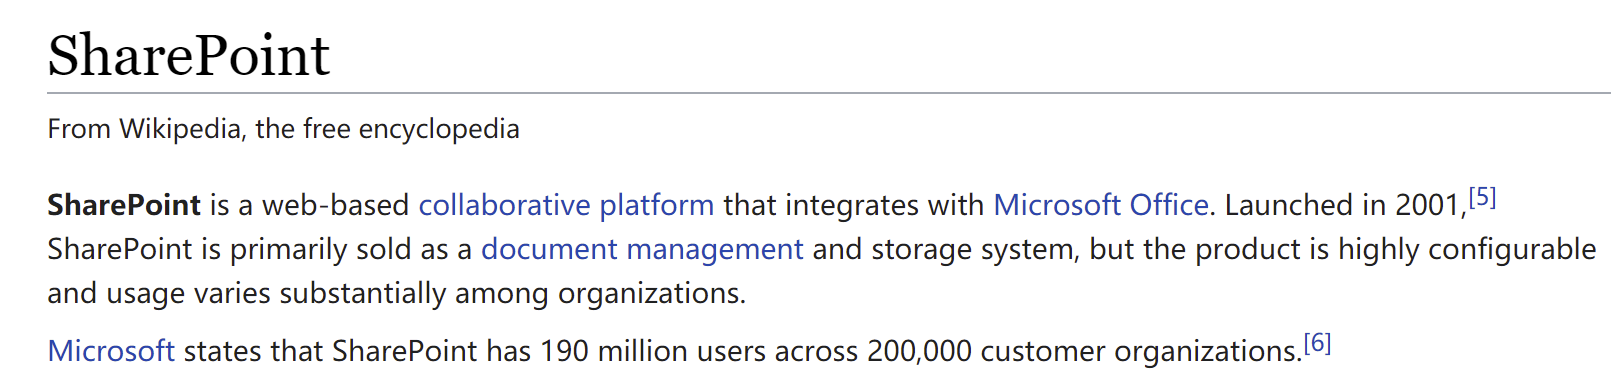 SharePoint
From Wikipedia, the free encyclopedia
SharePoint is a web-based collaborative platform that integrates with Microsoft Office. Launched in 2001,[5]
SharePoint is primarily sold as a document management and storage system, but the product is highly configurable
and usage varies substantially among organizations.
Microsoft states that SharePoint has 190 million users across 200,000 customer organizations.[6]